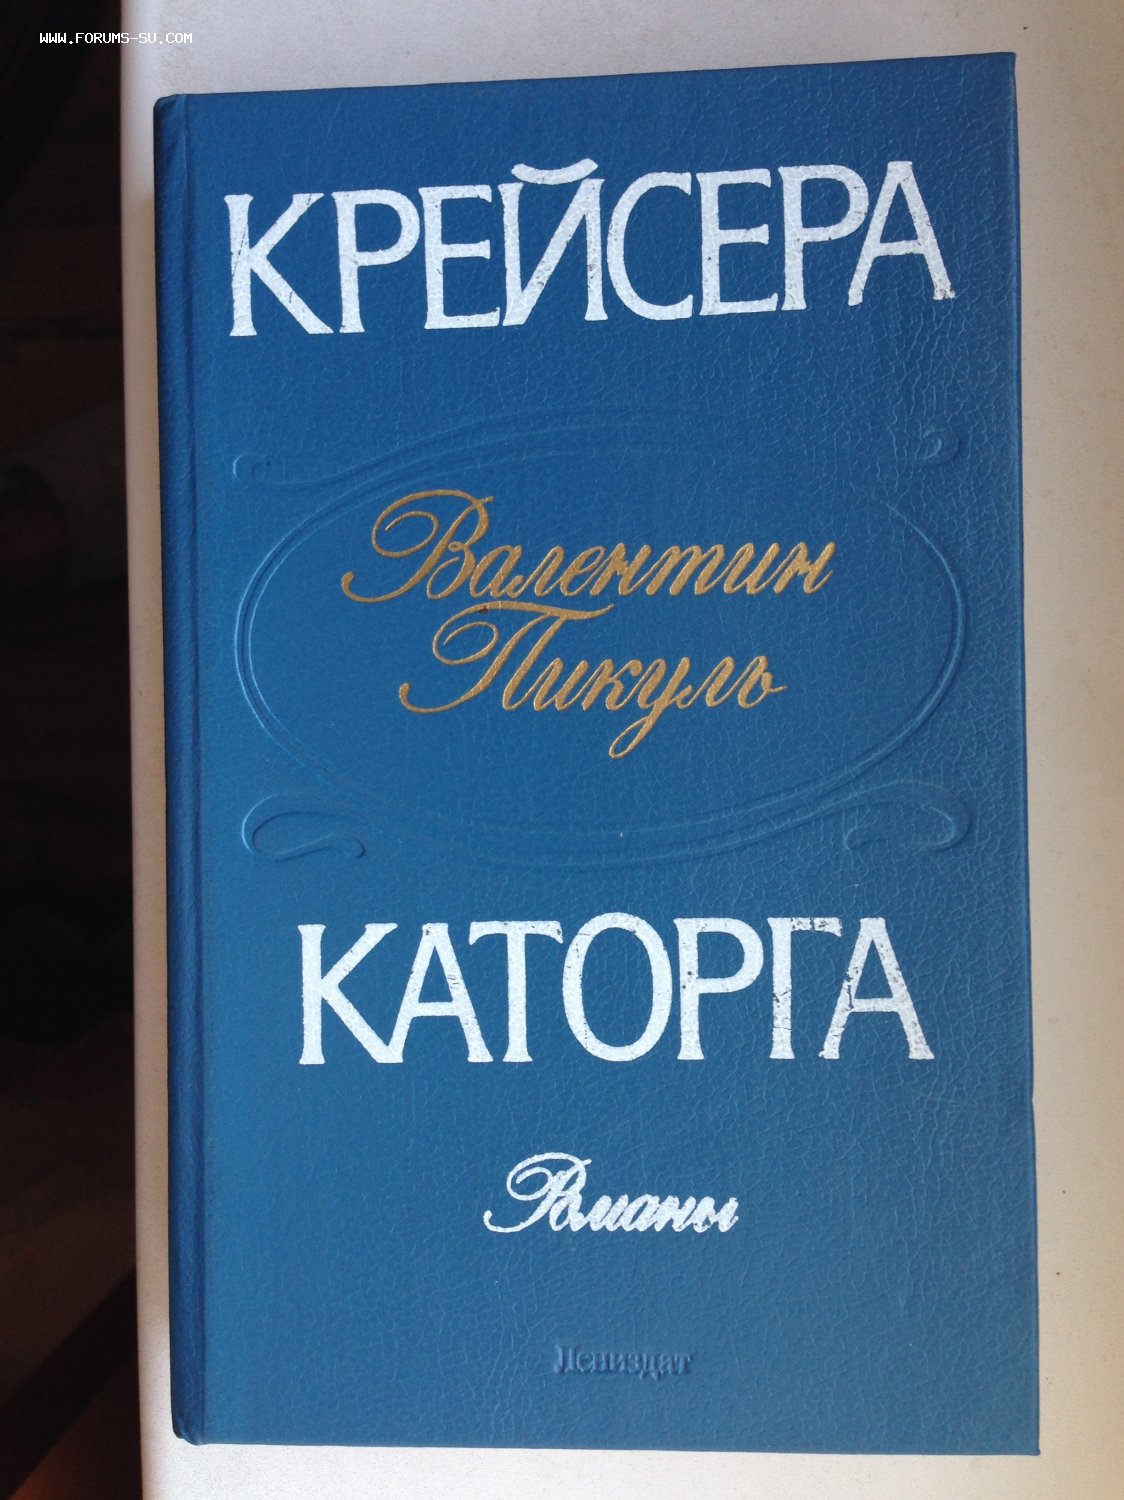 WWW.FORUMS-SU.COM
КРЕЙСЕРА
Валентин
Пикуль
КАТОРГА
Романы
Лениздат